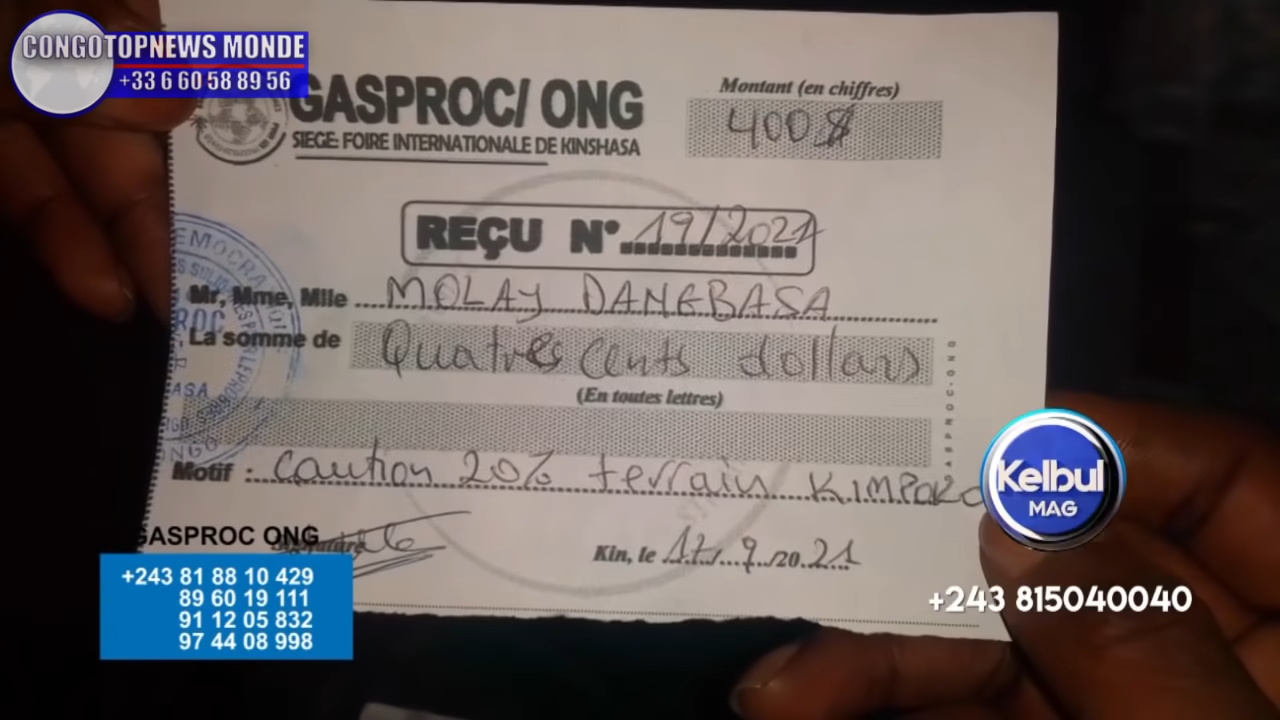 CONGOTOPNEWS MONDE
+33 6 60 58 89 56
GASPROC/ ONG
SIEGE: FOIRE INTERNATIONALE DE KINSHASA
Montant (en chiffres)
400$
REÇU N° 19/2021
Mr, Mme, Mlle MOLAY DANGBASA
La somme de Quatres Cents dollars
(En toutes lettres)
Motif : Caution 20% terrain KIMPOKO
Kin, le 17/9/2021
GASPROC ONG
+243 81 88 10 429
89 60 19 111
91 12 05 832
97 44 08 998
Kelbul
MAG
+243 815040040